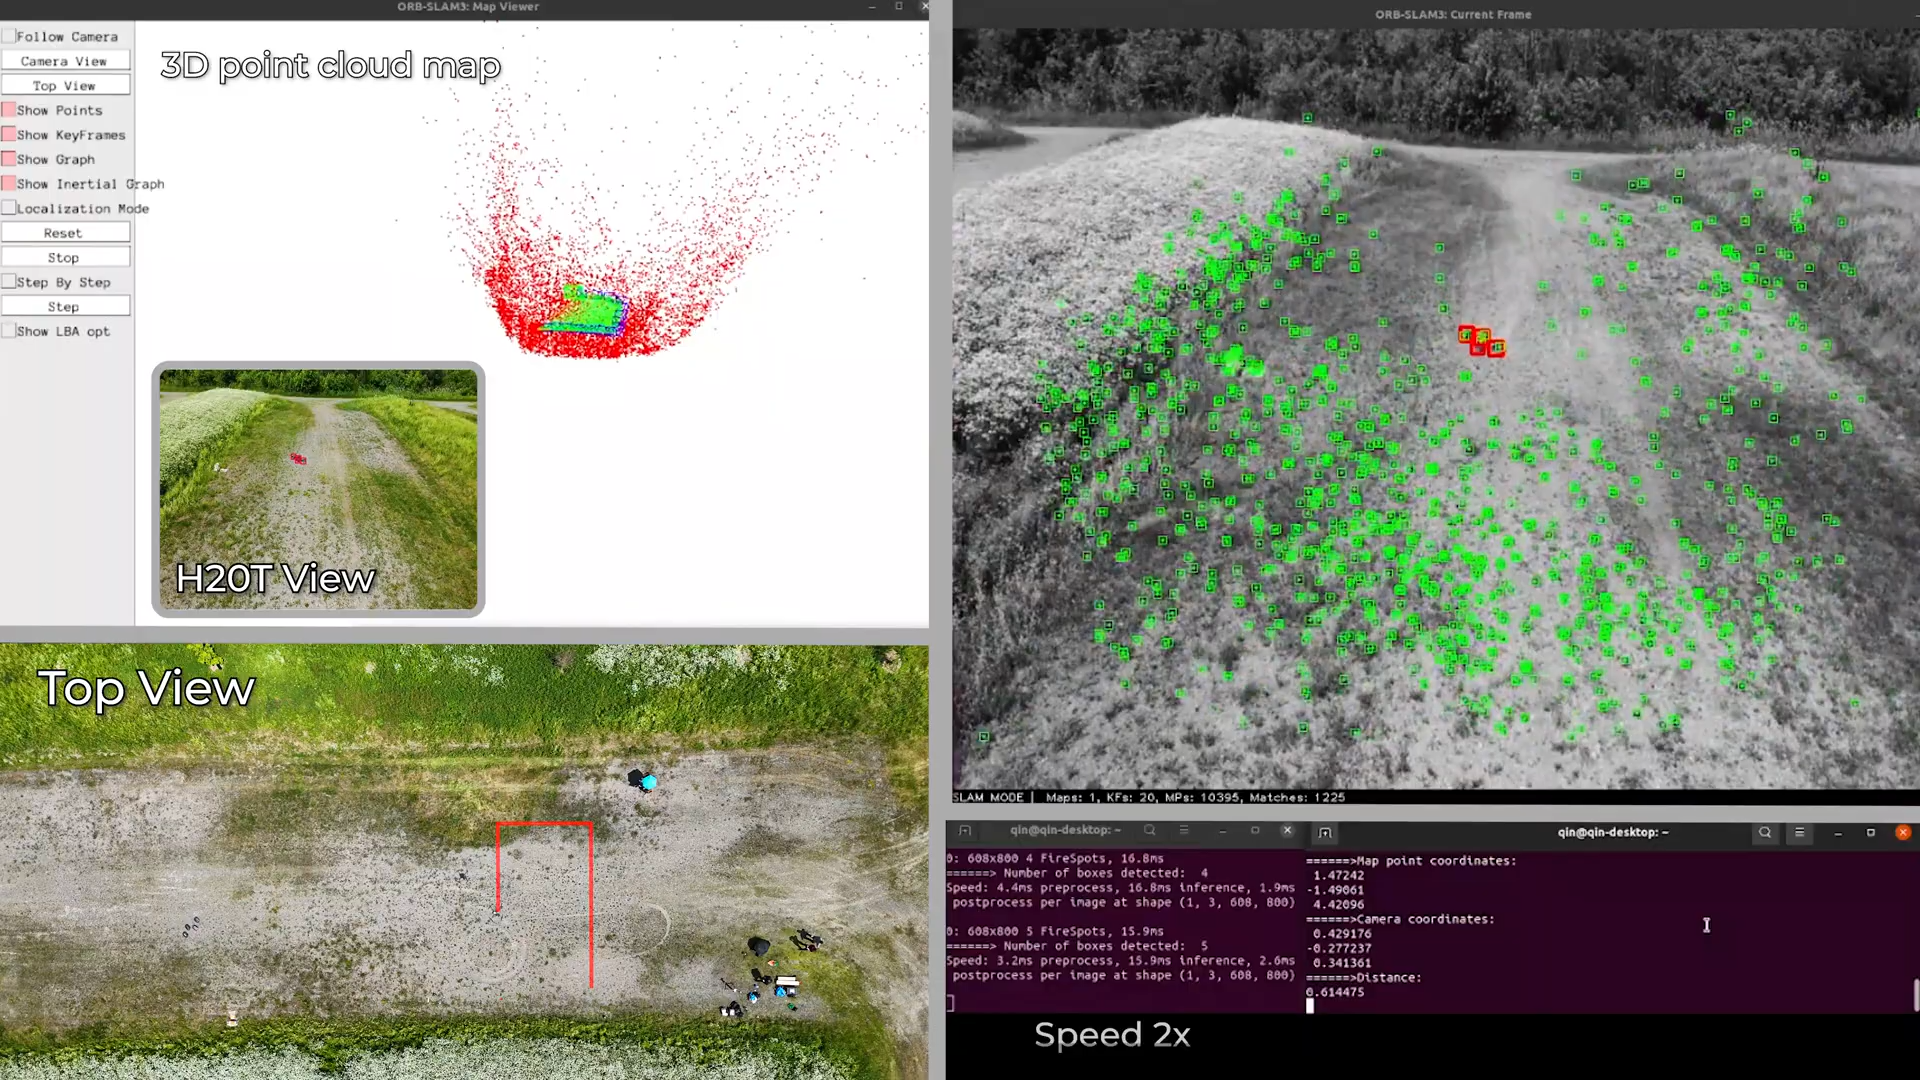 ORB-SLAM3: Map Viewer
Follow Camera
Camera View
Top View
Show Points
Show KeyFrames
Show Graph
Show Inertial Graph
Localization Mode
Reset
Stop
Step By Step
Step
Show LBA opt
3D point cloud map
H20T View
Top View
ORB-SLAM3: Current Frame
SLAM MODE | Maps: 1, KFs: 20, MPs: 10395, Matches: 1225
qin@qin-desktop: ~
0: 608x800 4 FireSpots, 16.8ms
======> Number of boxes detected: 4
Speed: 4.4ms preprocess, 16.8ms inference, 1.9ms
postprocess per image at shape (1, 3, 608, 800)
0: 608x800 5 FireSpots, 15.9ms
======> Number of boxes detected: 5
Speed: 3.2ms preprocess, 15.9ms inference, 2.6ms
postprocess per image at shape (1, 3, 608, 800)
qin@qin-desktop: ~
======>Map point coordinates:
1.47242
-1.49061
4.42096
======>Camera coordinates:
0.429176
-0.277237
0.341361
======>Distance:
0.614475
Speed 2x